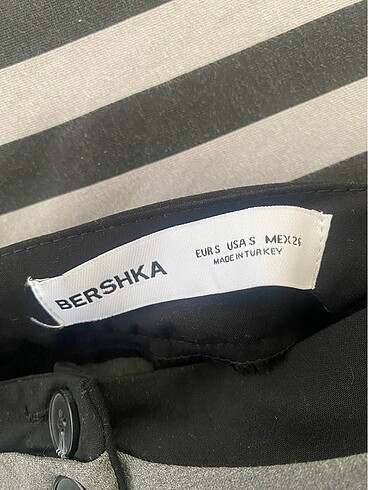 BERSHKA
EUR S USA S MEX 26
MADE IN TURKEY